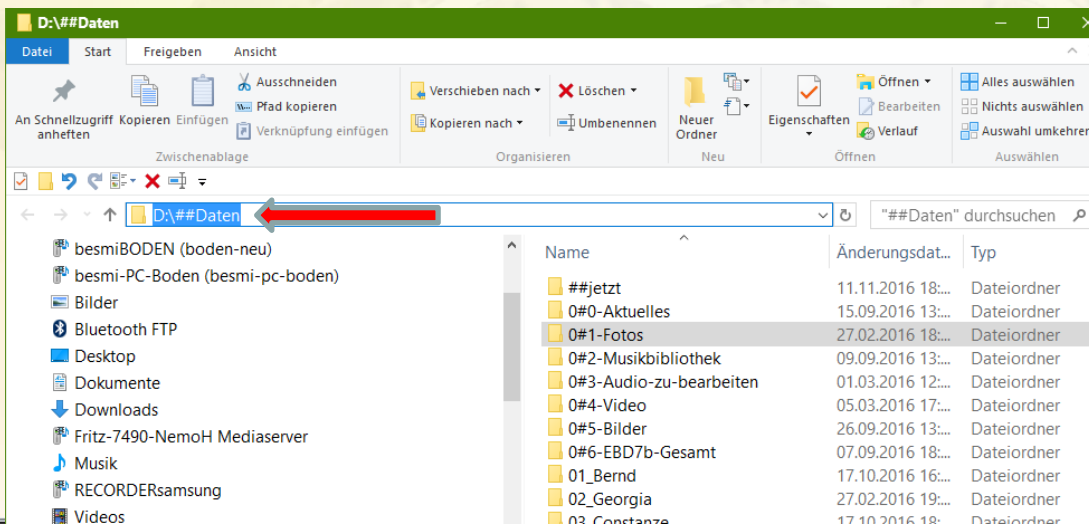 D:\##Daten
Datei Start Freigeben Ansicht
An Schnellzugriff anheften
Kopieren
Einfügen
Ausschneiden
Pfad kopieren
Verknüpfung einfügen
Zwischenablage
Verschieben nach
Kopieren nach
Löschen
Umbenennen
Organisieren
Neuer
Ordner
Neu
Eigenschaften
Öffnen
Bearbeiten
Verlauf
Öffnen
Alles auswählen
Nichts auswählen
Auswahl umkehren
Auswählen
D:\##Daten
"##Daten" durchsuchen
besmiBODEN (boden-neu)
besmi-PC-Boden (besmi-pc-boden)
Bilder
Bluetooth FTP
Desktop
Dokumente
Downloads
Fritz-7490-NemoH Mediaserver
Musik
RECORDERsamsung
Videos
Name Änderungsdat... Typ
##jetzt 11.11.2016 18:... Dateiordner
0#0-Aktuelles 15.09.2016 13:... Dateiordner
0#1-Fotos 27.02.2016 18:... Dateiordner
0#2-Musikbibliothek 09.09.2016 13:... Dateiordner
0#3-Audio-zu-bearbeiten 01.03.2016 12:... Dateiordner
0#4-Video 05.03.2016 17:... Dateiordner
0#5-Bilder 26.09.2016 13:... Dateiordner
0#6-EBD7b-Gesamt 07.09.2016 18:... Dateiordner
01_Bernd 17.10.2016 16:... Dateiordner
02_Georgia 27.02.2016 19:... Dateiordner
03_Constanze 17.10.2016 18:... Dateiordner